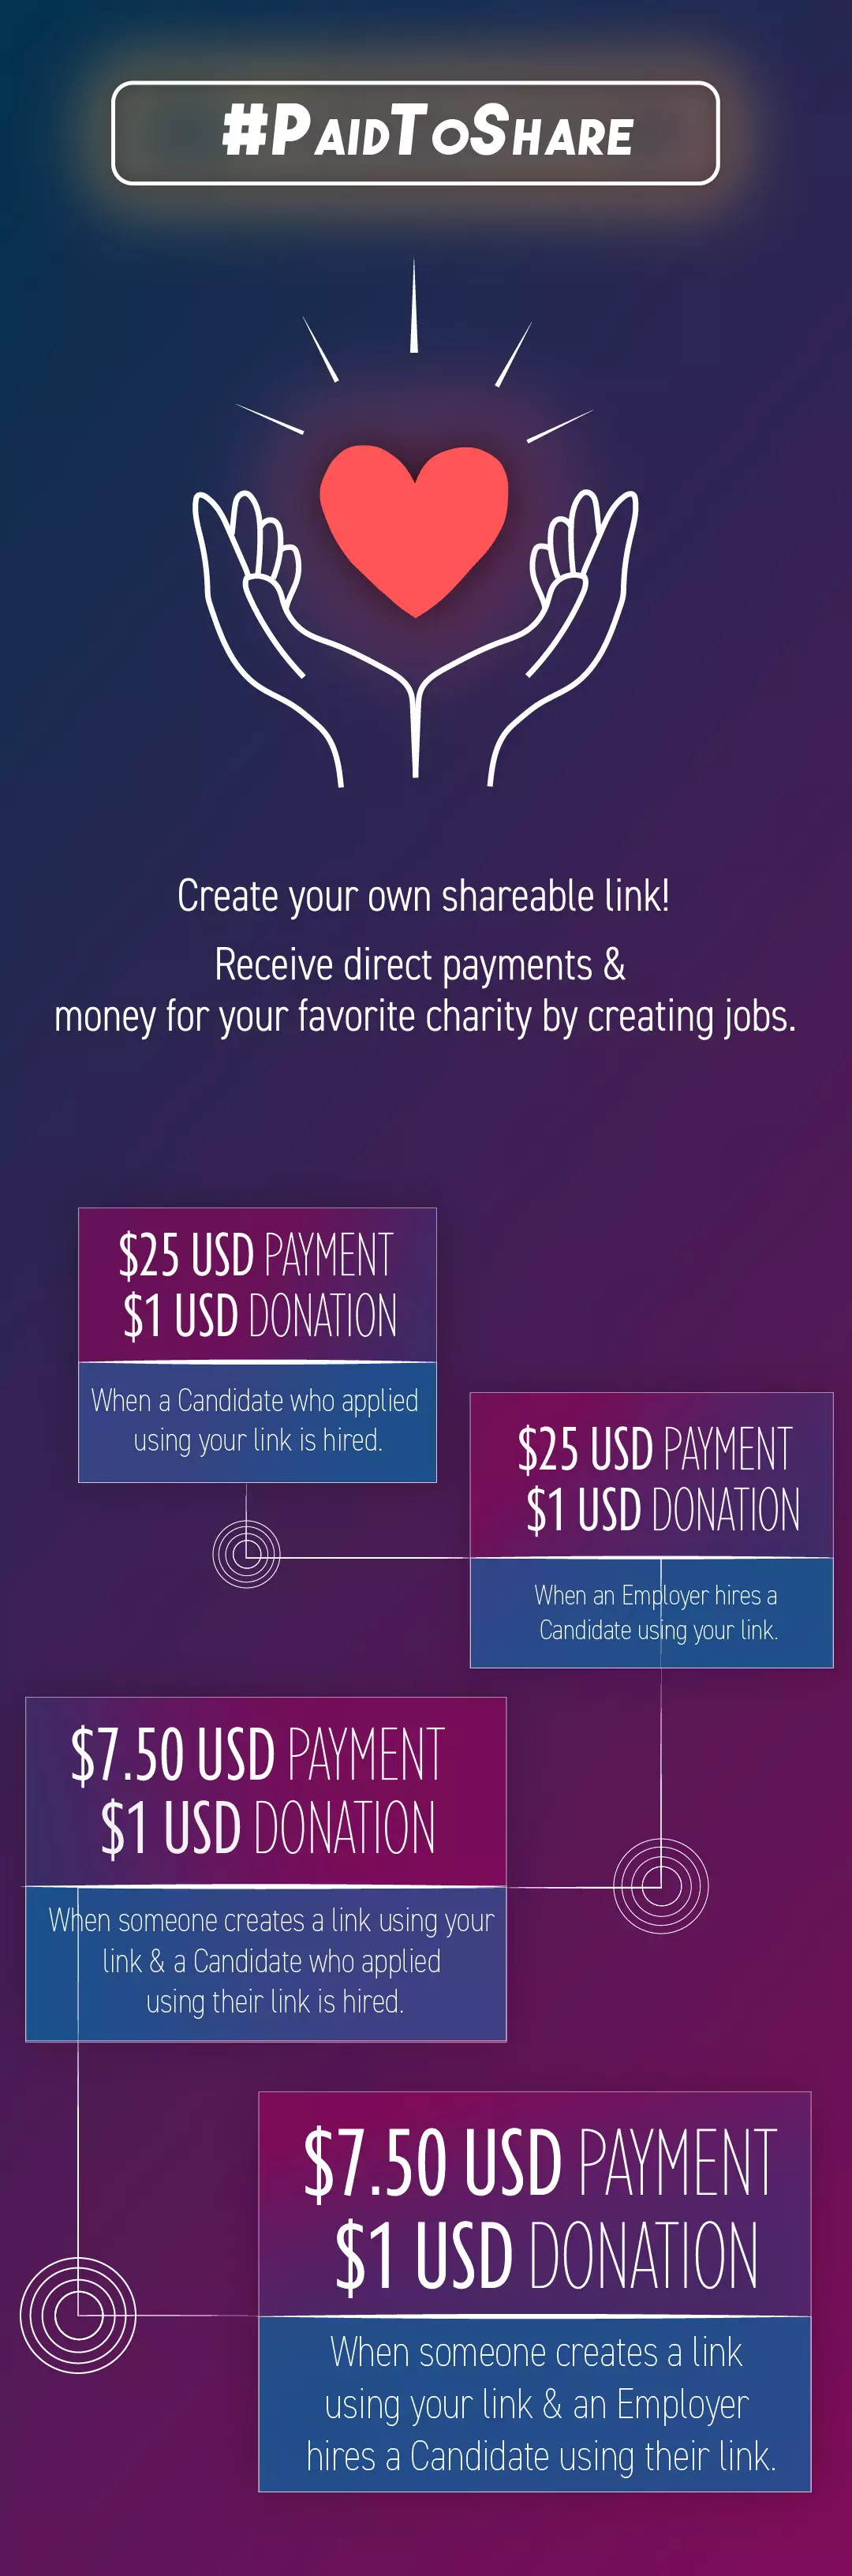 #PaidToShare
Create your own shareable link!
Receive direct payments &
money for your favorite charity by creating jobs.
$25 USD PAYMENT
$1 USD DONATION
When a Candidate who applied
using your link is hired.
$25 USD PAYMENT
$1 USD DONATION
When an Employer hires a
Candidate using your link.
$7.50 USD PAYMENT
$1 USD DONATION
When someone creates a link using your
link & a Candidate who applied
using their link is hired.
$7.50 USD PAYMENT
$1 USD DONATION
When someone creates a link
using your link & an Employer
hires a Candidate using their link.